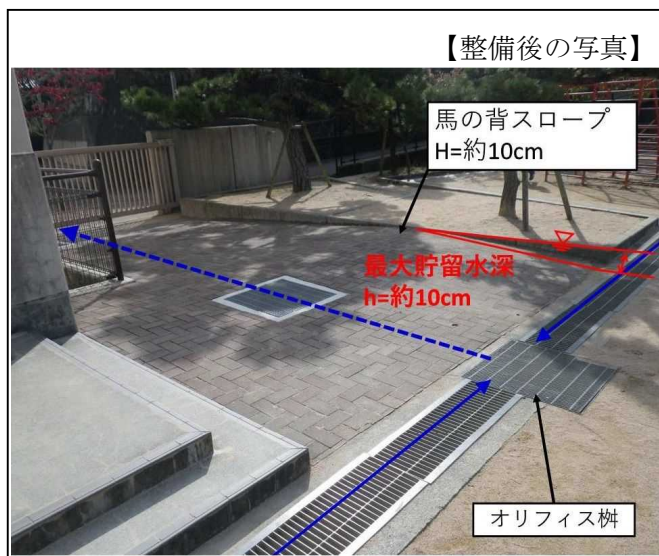 【整備後の写真】
馬の背スロープ
H=約10cm
最大貯留水深
h=約10cm
オリフィス桝